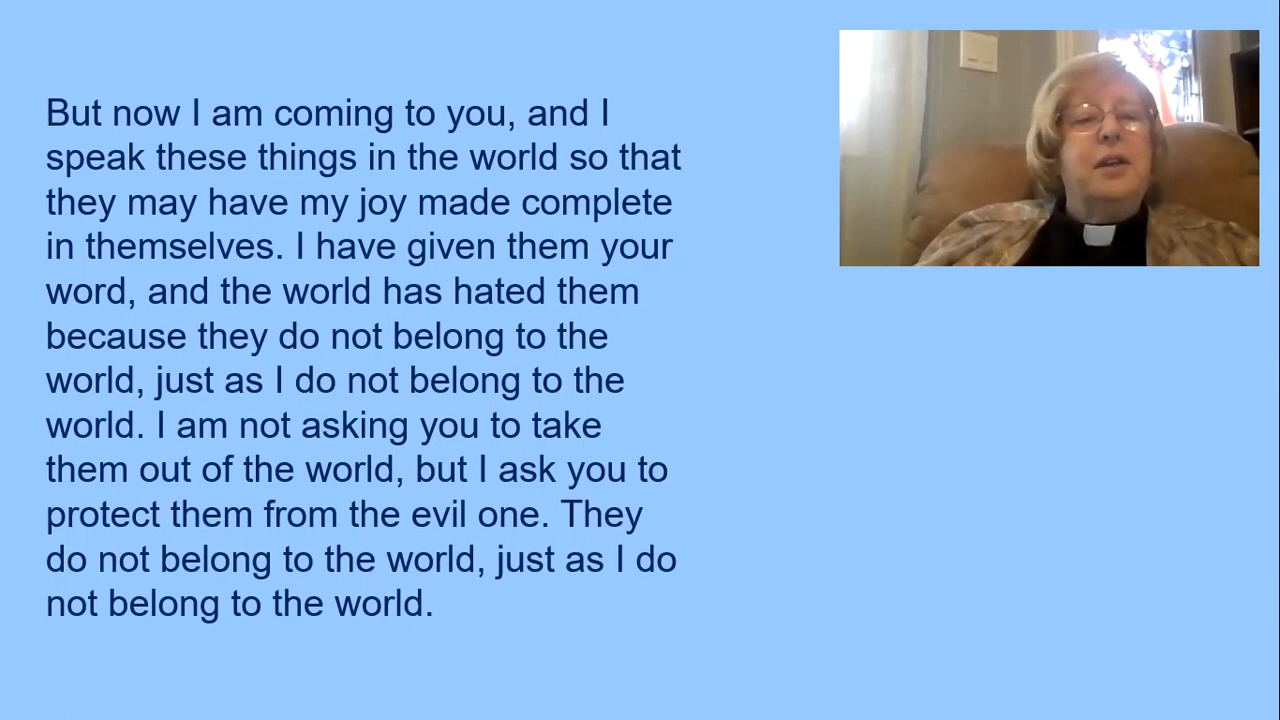 But now I am coming to you, and I
speak these things in the world so that
they may have my joy made complete
in themselves. I have given them your
word, and the world has hated them
because they do not belong to the
world, just as I do not belong to the
world. I am not asking you to take
them out of the world, but I ask you to
protect them from the evil one. They
do not belong to the world, just as I do
not belong to the world.